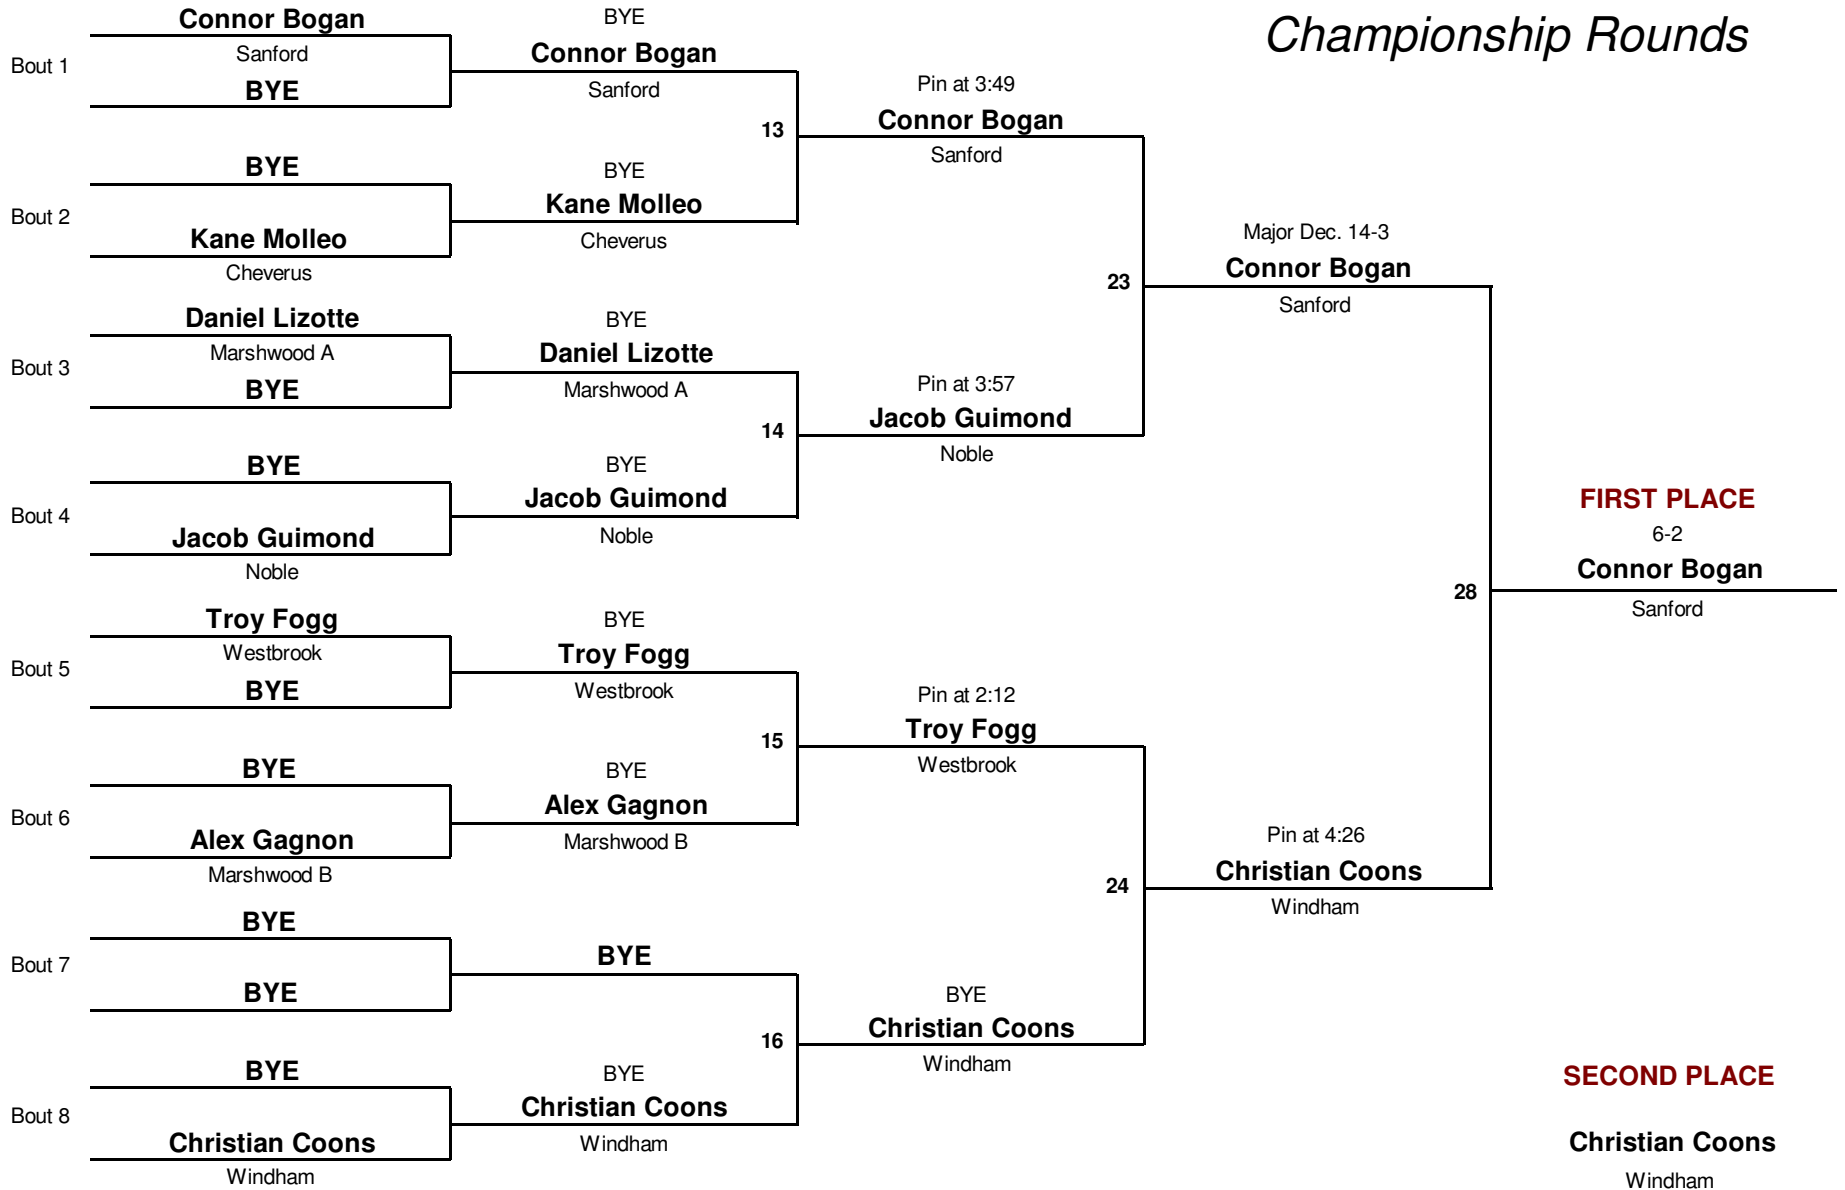 Championship Rounds
Bout 1
Connor Bogan
Sanford
BYE
Bout 2
BYE
Kane Molleo
Cheverus
Bout 3
Daniel Lizotte
Marshwood A
BYE
Bout 4
BYE
Jacob Guimond
Noble
Bout 5
Troy Fogg
Westbrook
BYE
Bout 6
BYE
Alex Gagnon
Marshwood B
Bout 7
BYE
BYE
Bout 8
BYE
Christian Coons
Windham
BYE
Connor Bogan
Sanford
13
BYE
Kane Molleo
Cheverus
BYE
Daniel Lizotte
Marshwood A
14
BYE
Jacob Guimond
Noble
BYE
Troy Fogg
Westbrook
15
BYE
Alex Gagnon
Marshwood B
BYE
16
BYE
Christian Coons
Windham
Pin at 3:49
Connor Bogan
Sanford
23
Pin at 3:57
Jacob Guimond
Noble
Pin at 2:12
Troy Fogg
Westbrook
24
BYE
Christian Coons
Windham
Major Dec. 14-3
Connor Bogan
Sanford
28
Pin at 4:26
Christian Coons
Windham
FIRST PLACE
6-2
Connor Bogan
Sanford
SECOND PLACE
Christian Coons
Windham